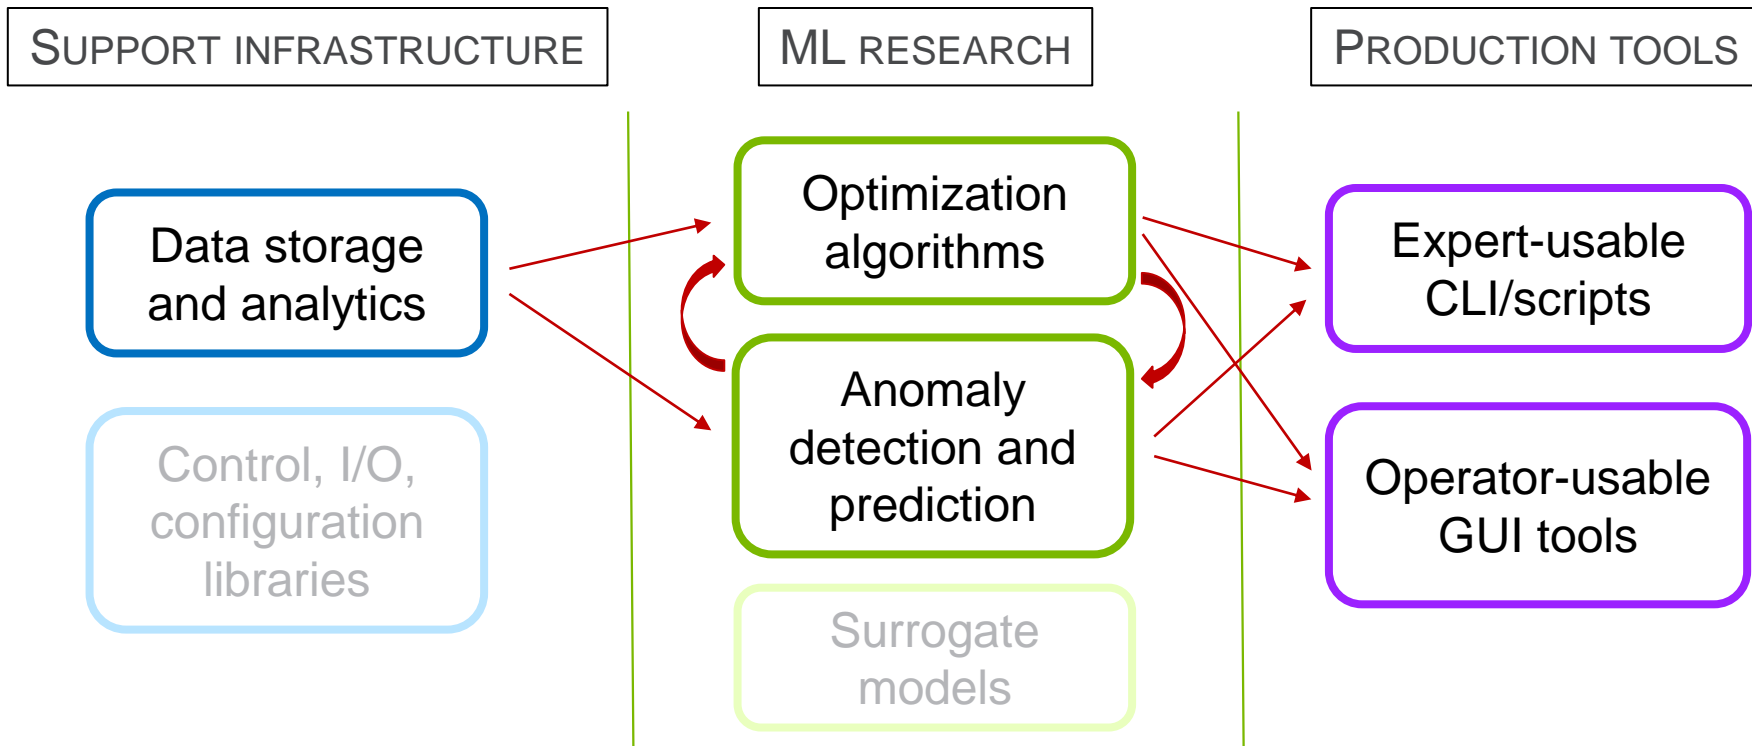 SUPPORT INFRASTRUCTURE
ML RESEARCH
PRODUCTION TOOLS
Data storage
and analytics
Control, I/O,
configuration
libraries
Optimization
algorithms
Anomaly
detection and
prediction
Surrogate
models
Expert-usable
CLI/scripts
Operator-usable
GUI tools